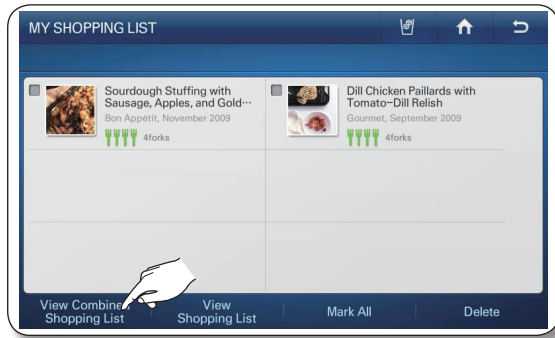 MY SHOPPING LIST
Sourdough Stuffing with
Sausage, Apples, and Gold…
Bon Appétit, November 2009
4forks
Dill Chicken Paillards with
Tomato-Dill Relish
Gourmet, September 2009
4forks
View Combined
Shopping List
View
Shopping List
Mark All
Delete